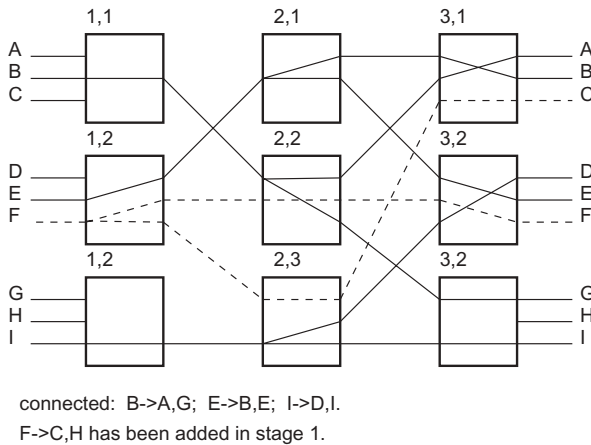 1,1 2,1 3,1
A A
B B
C C
1,2 2,2 3,2
D D
E E
F F
1,2 2,3 3,2
G G
H H
I I
connected: B->A,G; E->B,E; I->D,I.
F->C,H has been added in stage 1.